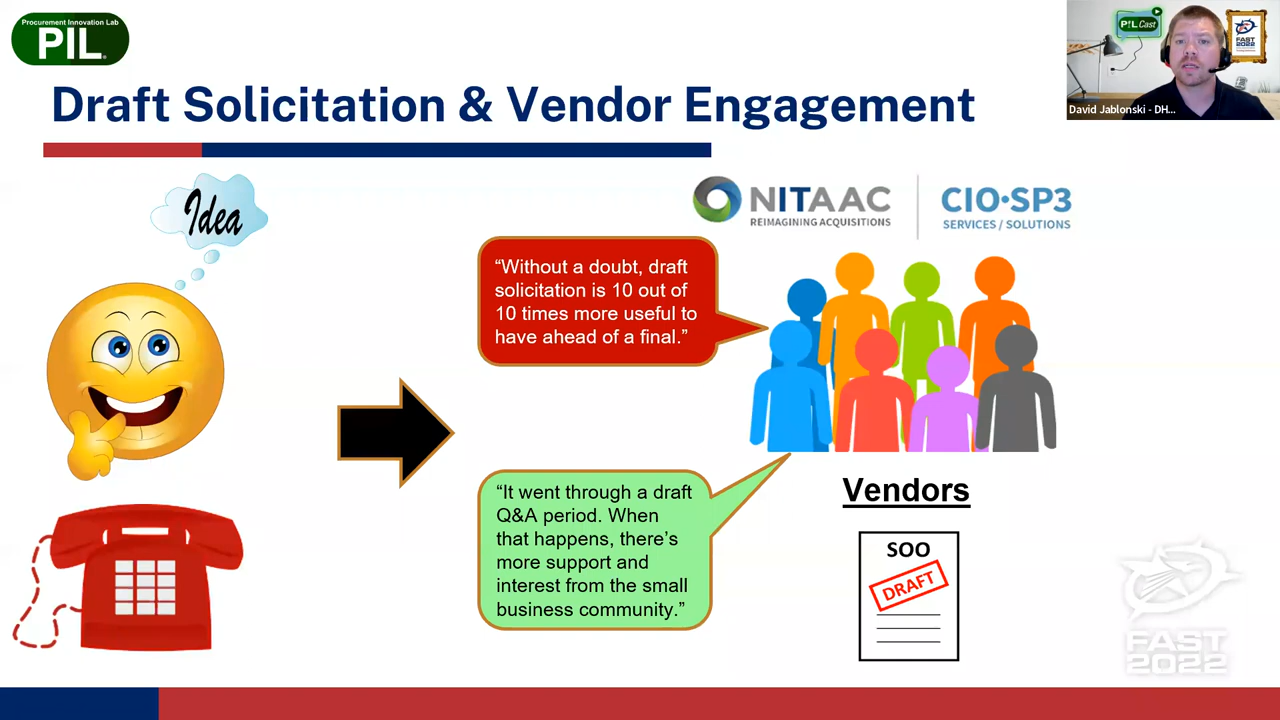 Procurement Innovation Lab
PIL
Draft Solicitation & Vendor Engagement
PIL Cast
FAST
2022
David Jablonski - DH...
Idea
NITAAC
REIMAGINING ACQUISITIONS
CIO·SP3
SERVICES / SOLUTIONS
“Without a doubt, draft
solicitation is 10 out of
10 times more useful to
have ahead of a final.”
“It went through a draft
Q&A period. When
that happens, there’s
more support and
interest from the small
business community.”
Vendors
SOO
DRAFT
FAST
2022